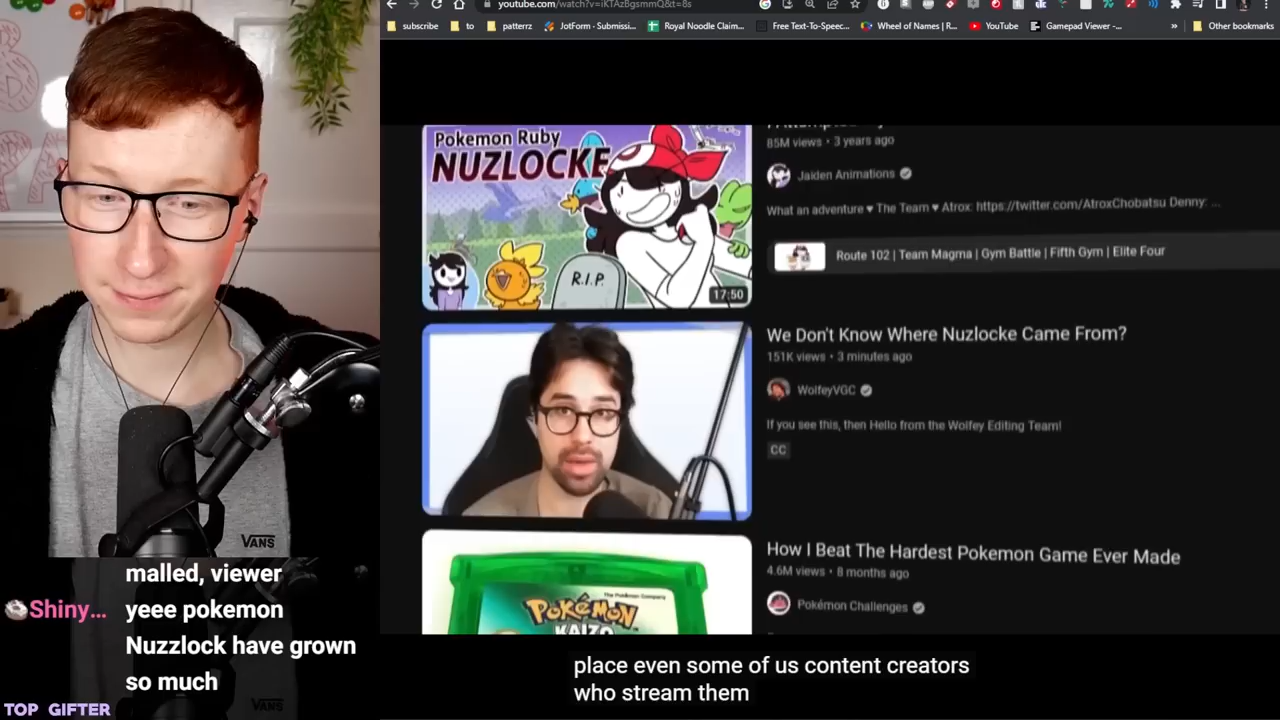 youtube.com/watch?v=iKTAzBgsmmQ&t=8s
subscribe
to
patterrz
JotForm - Submissi...
Royal Noodle Claim...
Free Text-To-Speec...
Wheel of Names | R...
YouTube
Gamepad Viewer -...
»
Other bookmarks
Pokemon Ruby
NUZLOCKE
R.I.P.
17:50
85M views • 3 years ago
Jaiden Animations
What an adventure ♥ The Team ♥ Atrox: https://twitter.com/AtroxChobatsu Denny: ...
Route 102 | Team Magma | Gym Battle | Fifth Gym | Elite Four
We Don't Know Where Nuzlocke Came From?
151K views • 3 minutes ago
WolfeyVGC
If you see this, then Hello from the Wolfey Editing Team!
CC
How I Beat The Hardest Pokemon Game Ever Made
4.6M views • 8 months ago
Pokémon Challenges
The Pokémon Company
POKéMON
KAIZO
VANS
malled, viewer
Shiny... yeee pokemon
Nuzzlock have grown
so much
VANS
TOP GIFTER
place even some of us content creators
who stream them